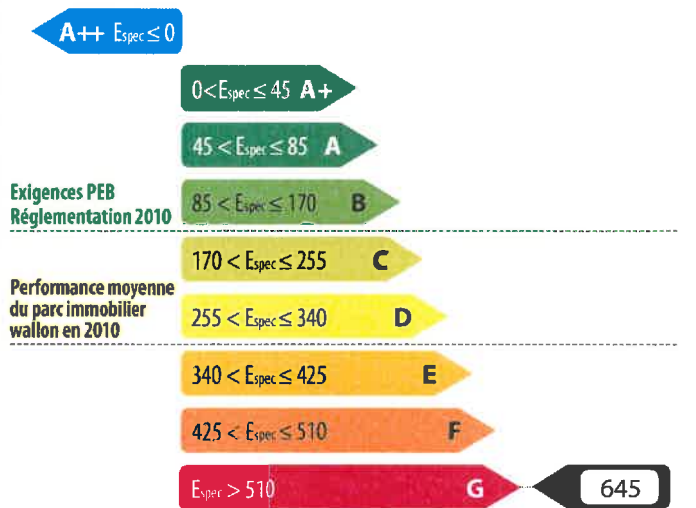 A++ Espec ≤ 0
0 < Espec ≤ 45 A+
45 < Espec ≤ 85 A
Exigences PEB
Réglementation 2010
85 < Espec ≤ 170 B
170 < Espec ≤ 255 C
Performance moyenne
du parc immobilier
wallon en 2010
255 < Espec ≤ 340 D
340 < Espec ≤ 425 E
425 < Espec ≤ 510 F
Espec > 510 G
645